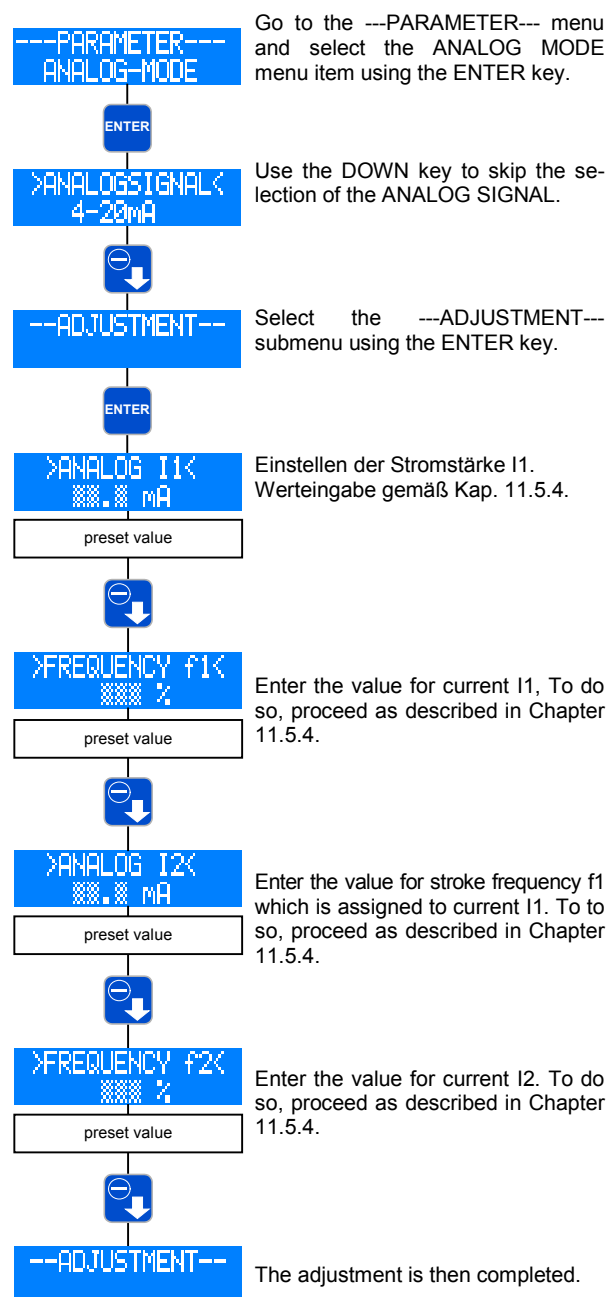 ---PARAMETER---
ANALOG-MODE
Go to the ---PARAMETER--- menu
and select the ANALOG MODE
menu item using the ENTER key.
ENTER
>ANALOGSIGNAL<
4-20mA
Use the DOWN key to skip the se-
lection of the ANALOG SIGNAL.
--ADJUSTMENT--
Select the ---ADJUSTMENT---
submenu using the ENTER key.
ENTER
>ANALOG I1<
▒▒.▒ mA
Einstellen der Stromstärke I1.
Werteingabe gemäß Kap. 11.5.4.
preset value
>FREQUENCY f1<
▒▒▒ %
Enter the value for current I1, To do
so, proceed as described in Chapter
11.5.4.
preset value
>ANALOG I2<
▒▒.▒ mA
Enter the value for stroke frequency f1
which is assigned to current I1. To to
so, proceed as described in Chapter
11.5.4.
preset value
>FREQUENCY f2<
▒▒▒ %
Enter the value for current I2. To do
so, proceed as described in Chapter
11.5.4.
preset value
--ADJUSTMENT--
The adjustment is then completed.